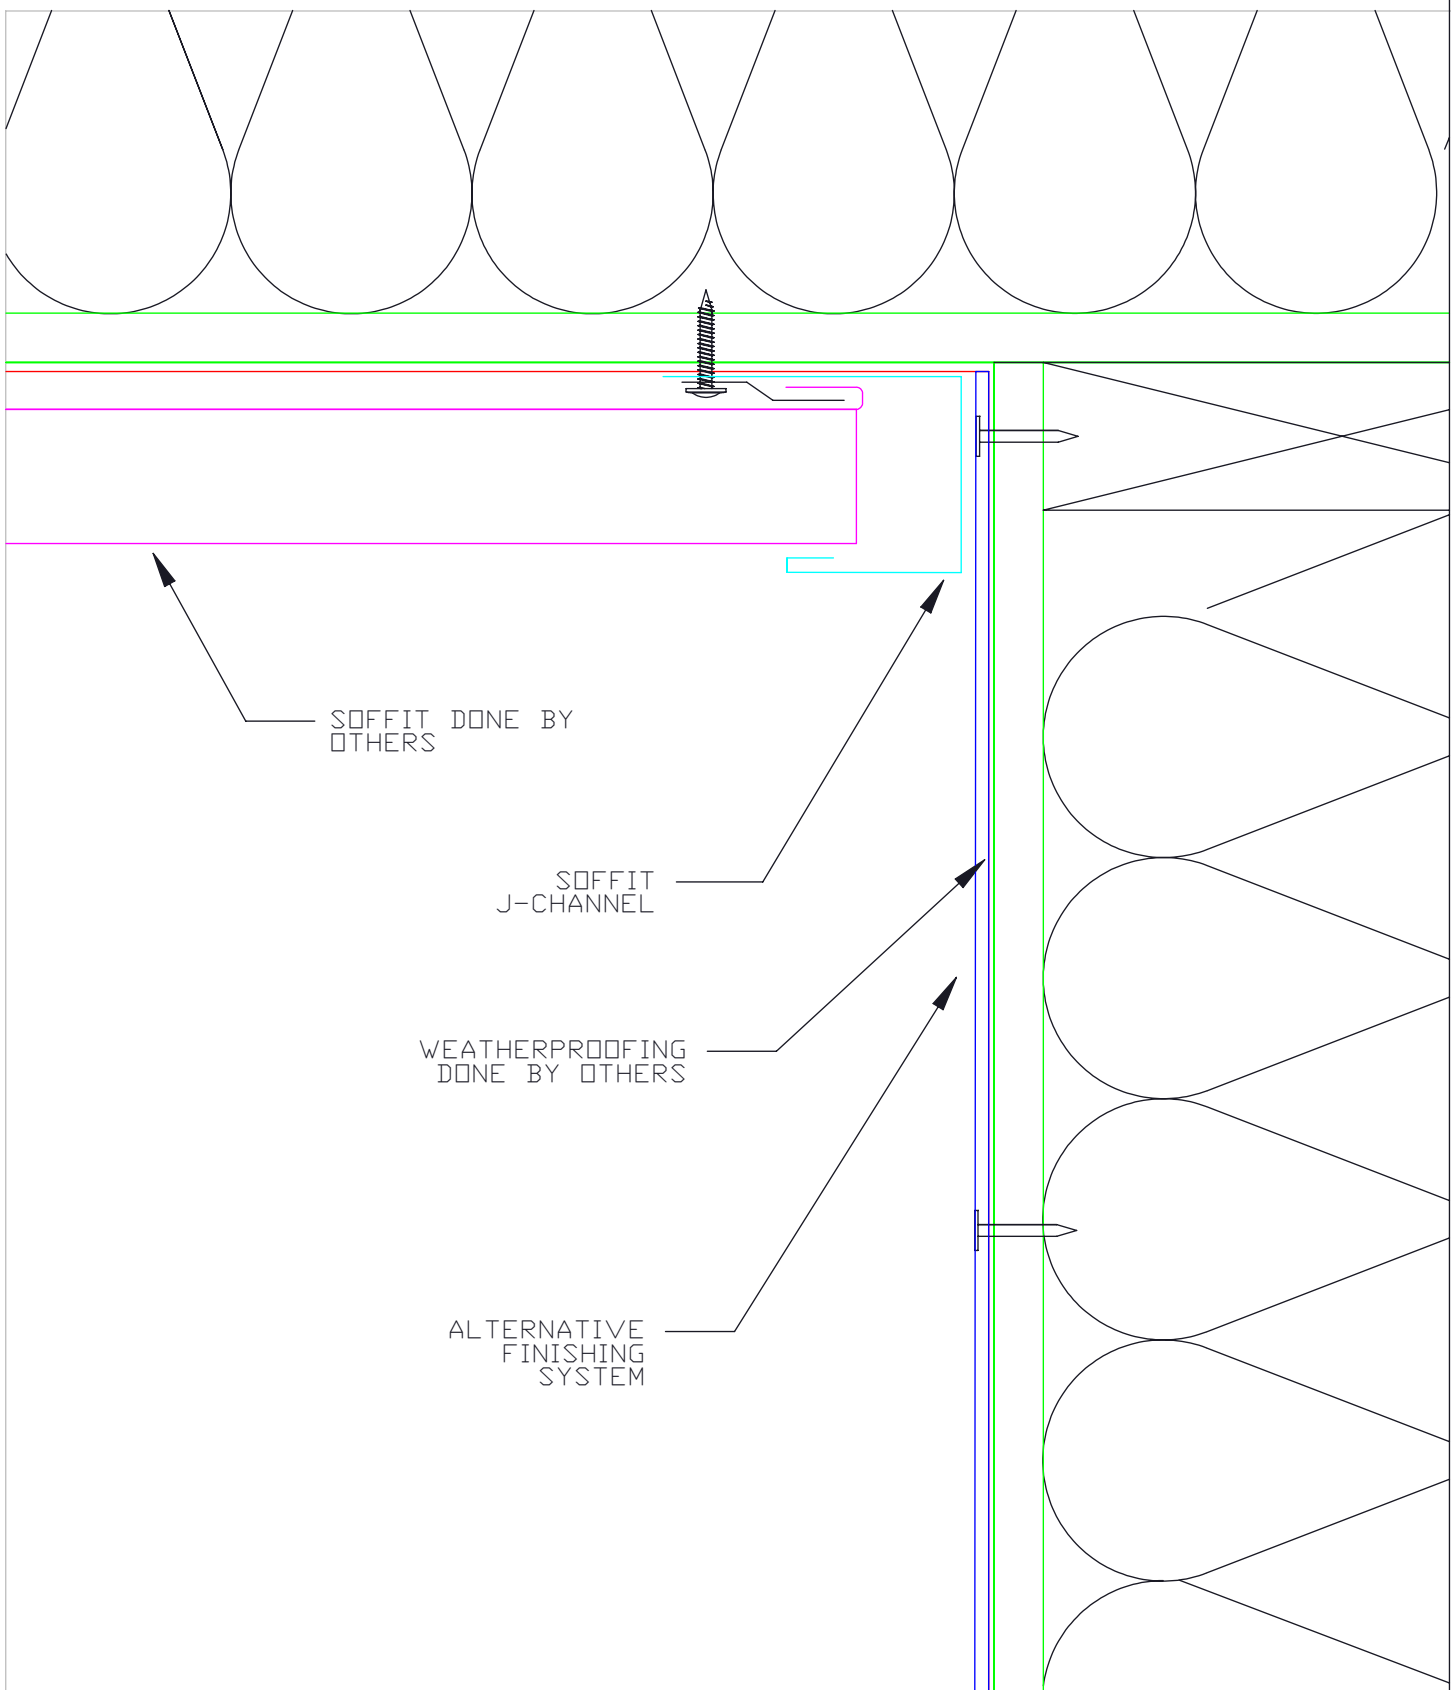 SOFFIT DONE BY
OTHERS
SOFFIT
J-CHANNEL
WEATHERPROOFING
DONE BY OTHERS
ALTERNATIVE
FINISHING
SYSTEM